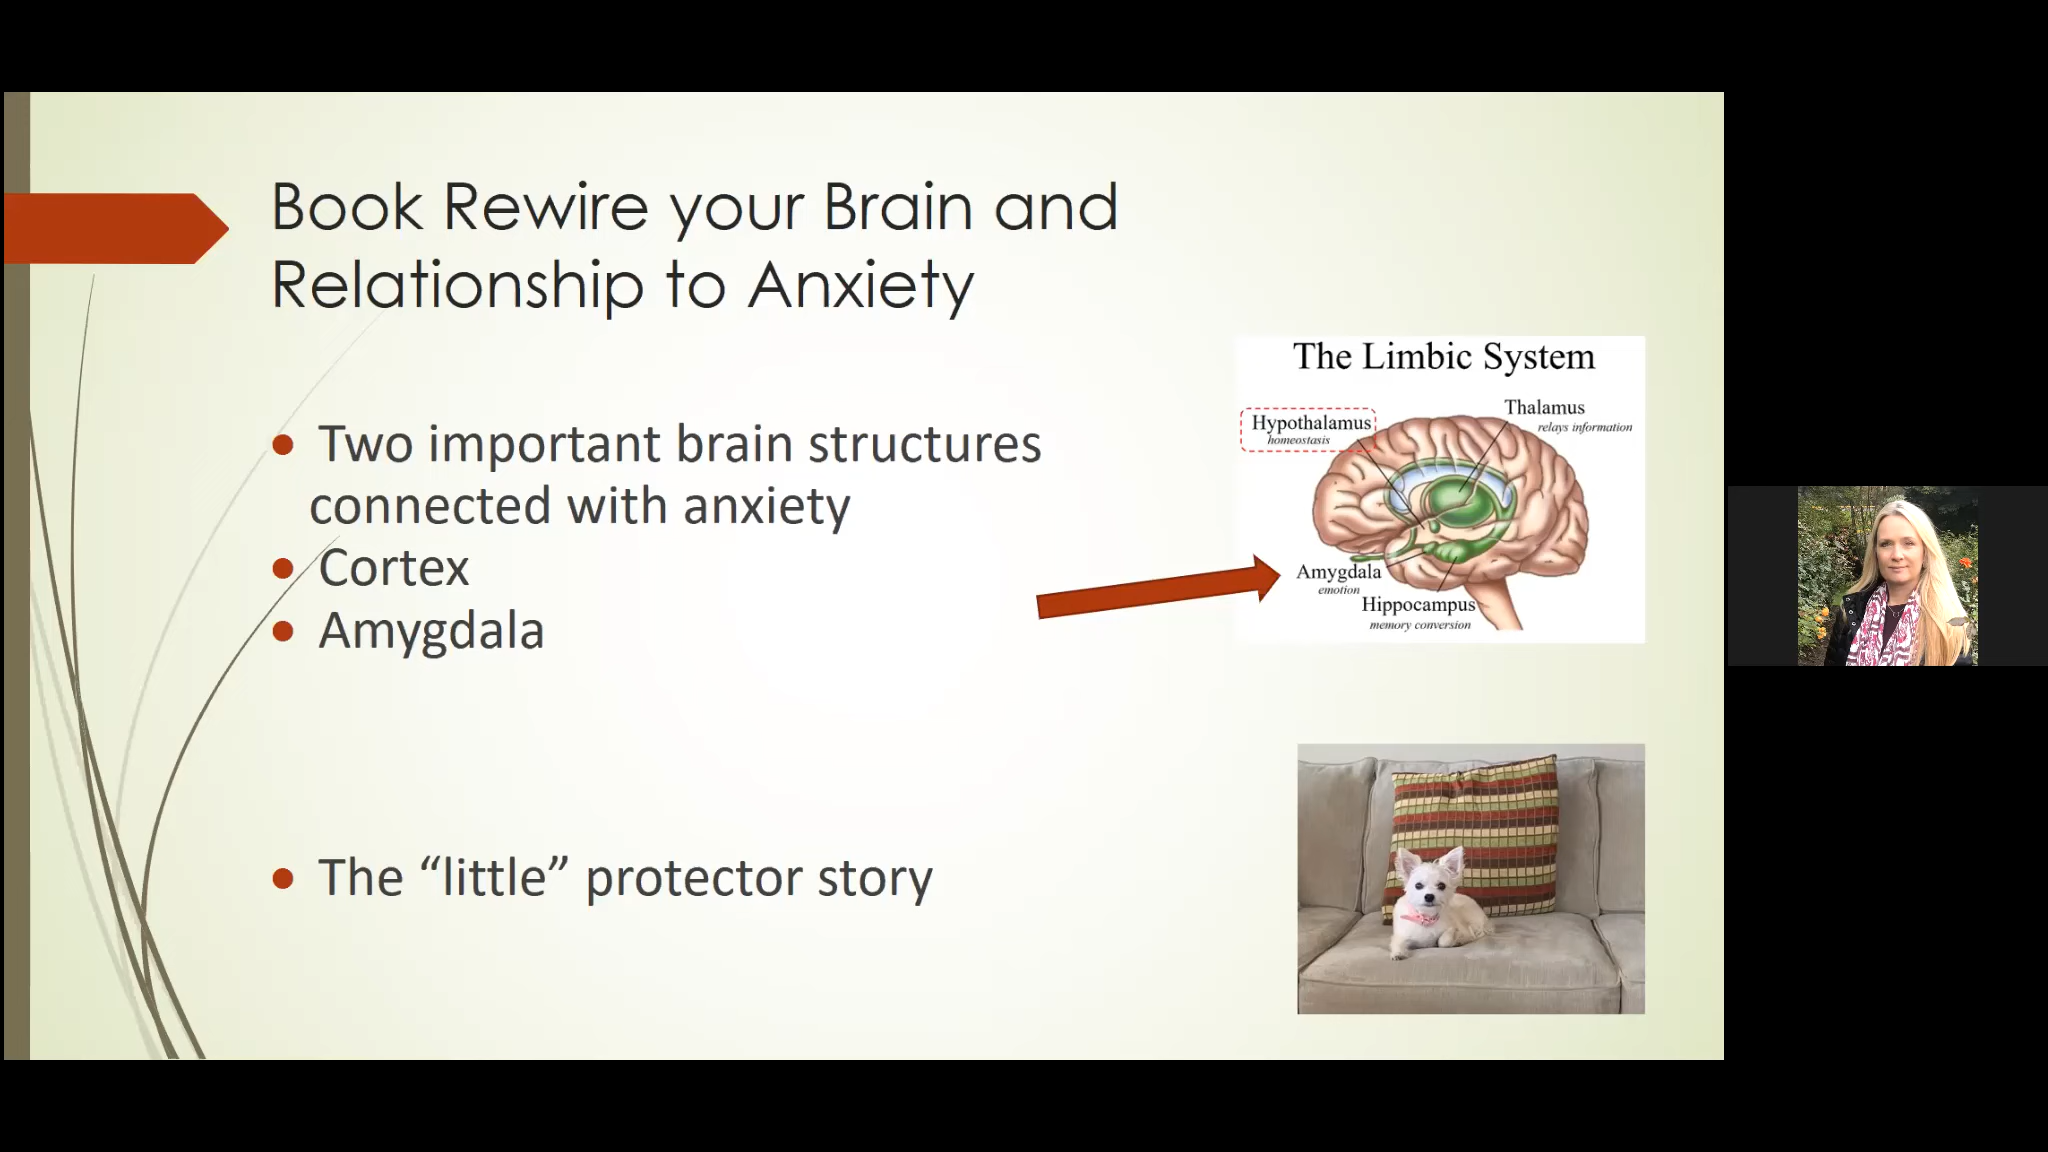 Book Rewire your Brain and
Relationship to Anxiety
• Two important brain structures
connected with anxiety
• Cortex
• Amygdala
• The “little” protector story
The Limbic System
Hypothalamus
homeostasis
Thalamus
relays information
Amygdala
emotion
Hippocampus
memory conversion